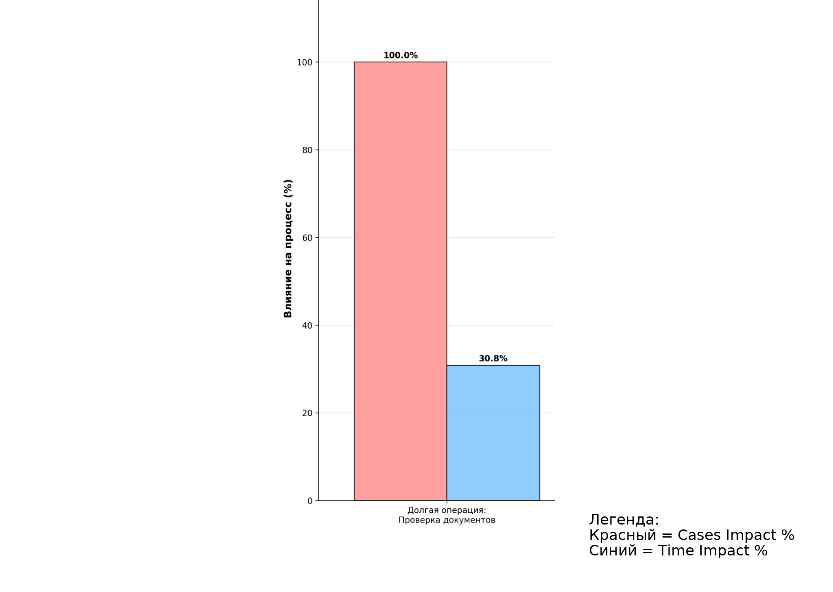 100.0%
100
80
60
40
20
0
Влияние на процесс (%)
30.8%
Долгая операция:
Проверка документов
Легенда:
Красный = Cases Impact %
Синий = Time Impact %